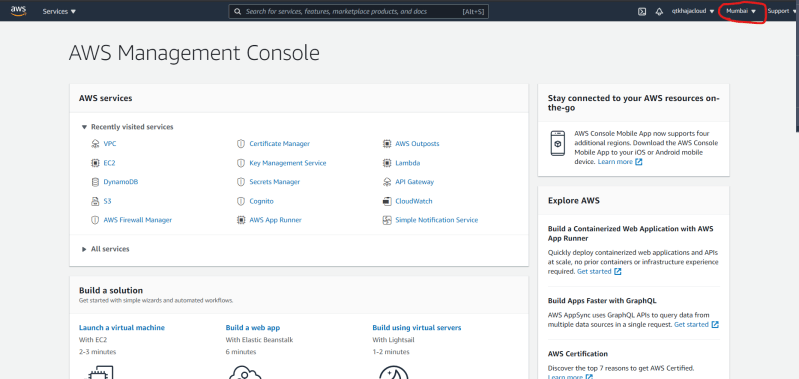 aws
Services ▼
Search for services, features, marketplace products, and docs
[Alt+S]
qtkhajacloud ▼
Mumbai ▼
Support ▼
AWS Management Console
AWS services
▼ Recently visited services
VPC
Certificate Manager
AWS Outposts
EC2
Key Management Service
Lambda
DynamoDB
Secrets Manager
API Gateway
S3
Cognito
CloudWatch
AWS Firewall Manager
AWS App Runner
Simple Notification Service
▶ All services
Build a solution
Get started with simple wizards and automated workflows.
Launch a virtual machine
With EC2
2-3 minutes
Build a web app
With Elastic Beanstalk
6 minutes
Build using virtual servers
With Lightsail
1-2 minutes
Stay connected to your AWS resources on-
the-go
AWS Console Mobile App now supports four
additional regions. Download the AWS Console
Mobile App to your iOS or Android mobile
device. Learn more
Explore AWS
Build a Containerized Web Application with AWS
App Runner
Quickly deploy containerized web applications and APIs
at scale, no prior containers or infrastructure experience
required. Get started
Build Apps Faster with GraphQL
AWS AppSync uses GraphQL APIs to query data from
multiple data sources in a single request. Get started
AWS Certification
Discover the top 7 reasons to get AWS Certified.
Learn more